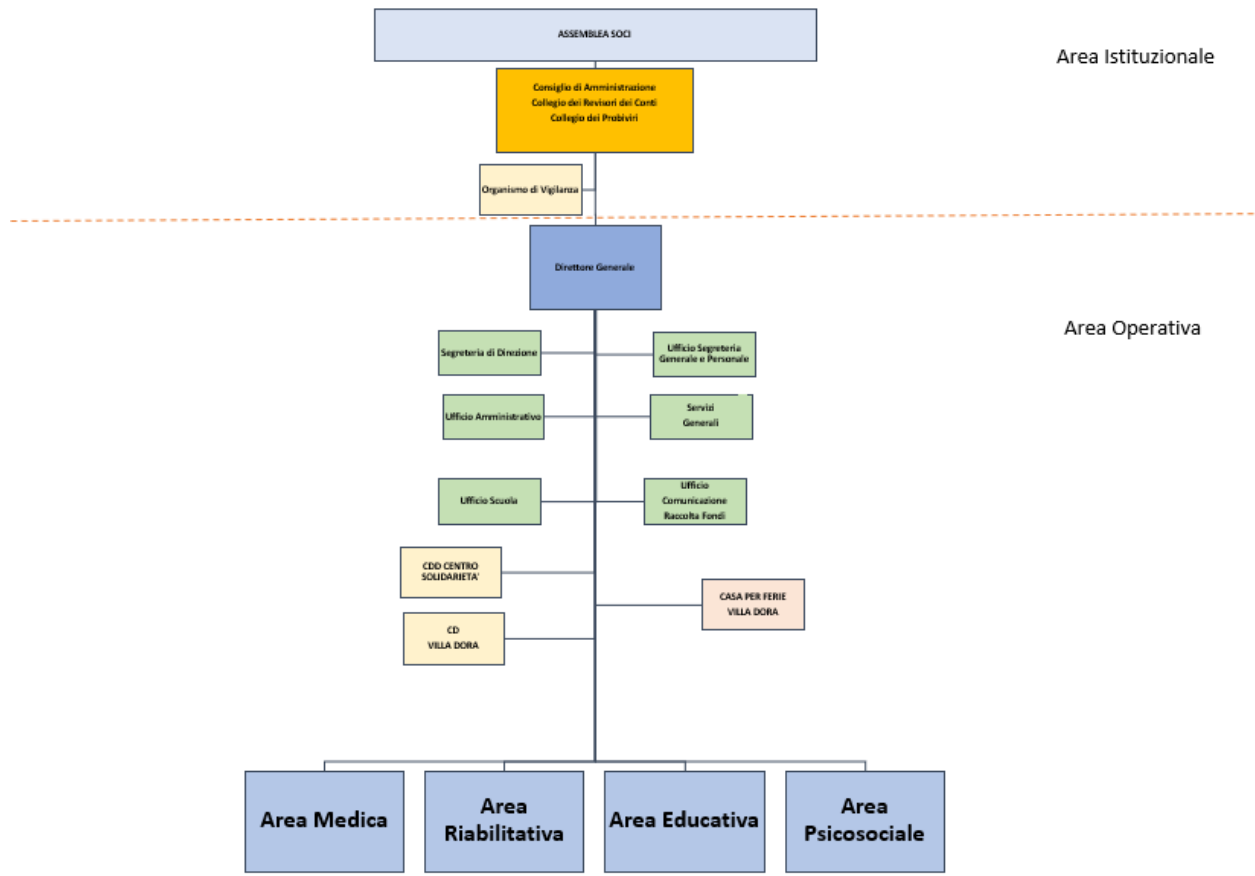 ASSEMBLEA SOCI
Area Istituzionale
Consiglio di Amministrazione
Collegio dei Revisori dei Conti
Collegio dei Probiviri
Organismo di Vigilanza
Direttore Generale
Area Operativa
Segreteria di Direzione
Ufficio Segreteria
Generale e Personale
Ufficio Amministrativo
Servizi
Generali
Ufficio Scuola
Ufficio
Comunicazione
Raccolta Fondi
CDD CENTRO
SOLIDARIETA'
CASA PER FERIE
VILLA DORA
CD
VILLA DORA
Area Medica
Area
Riabilitativa
Area Educativa
Area
Psicosociale